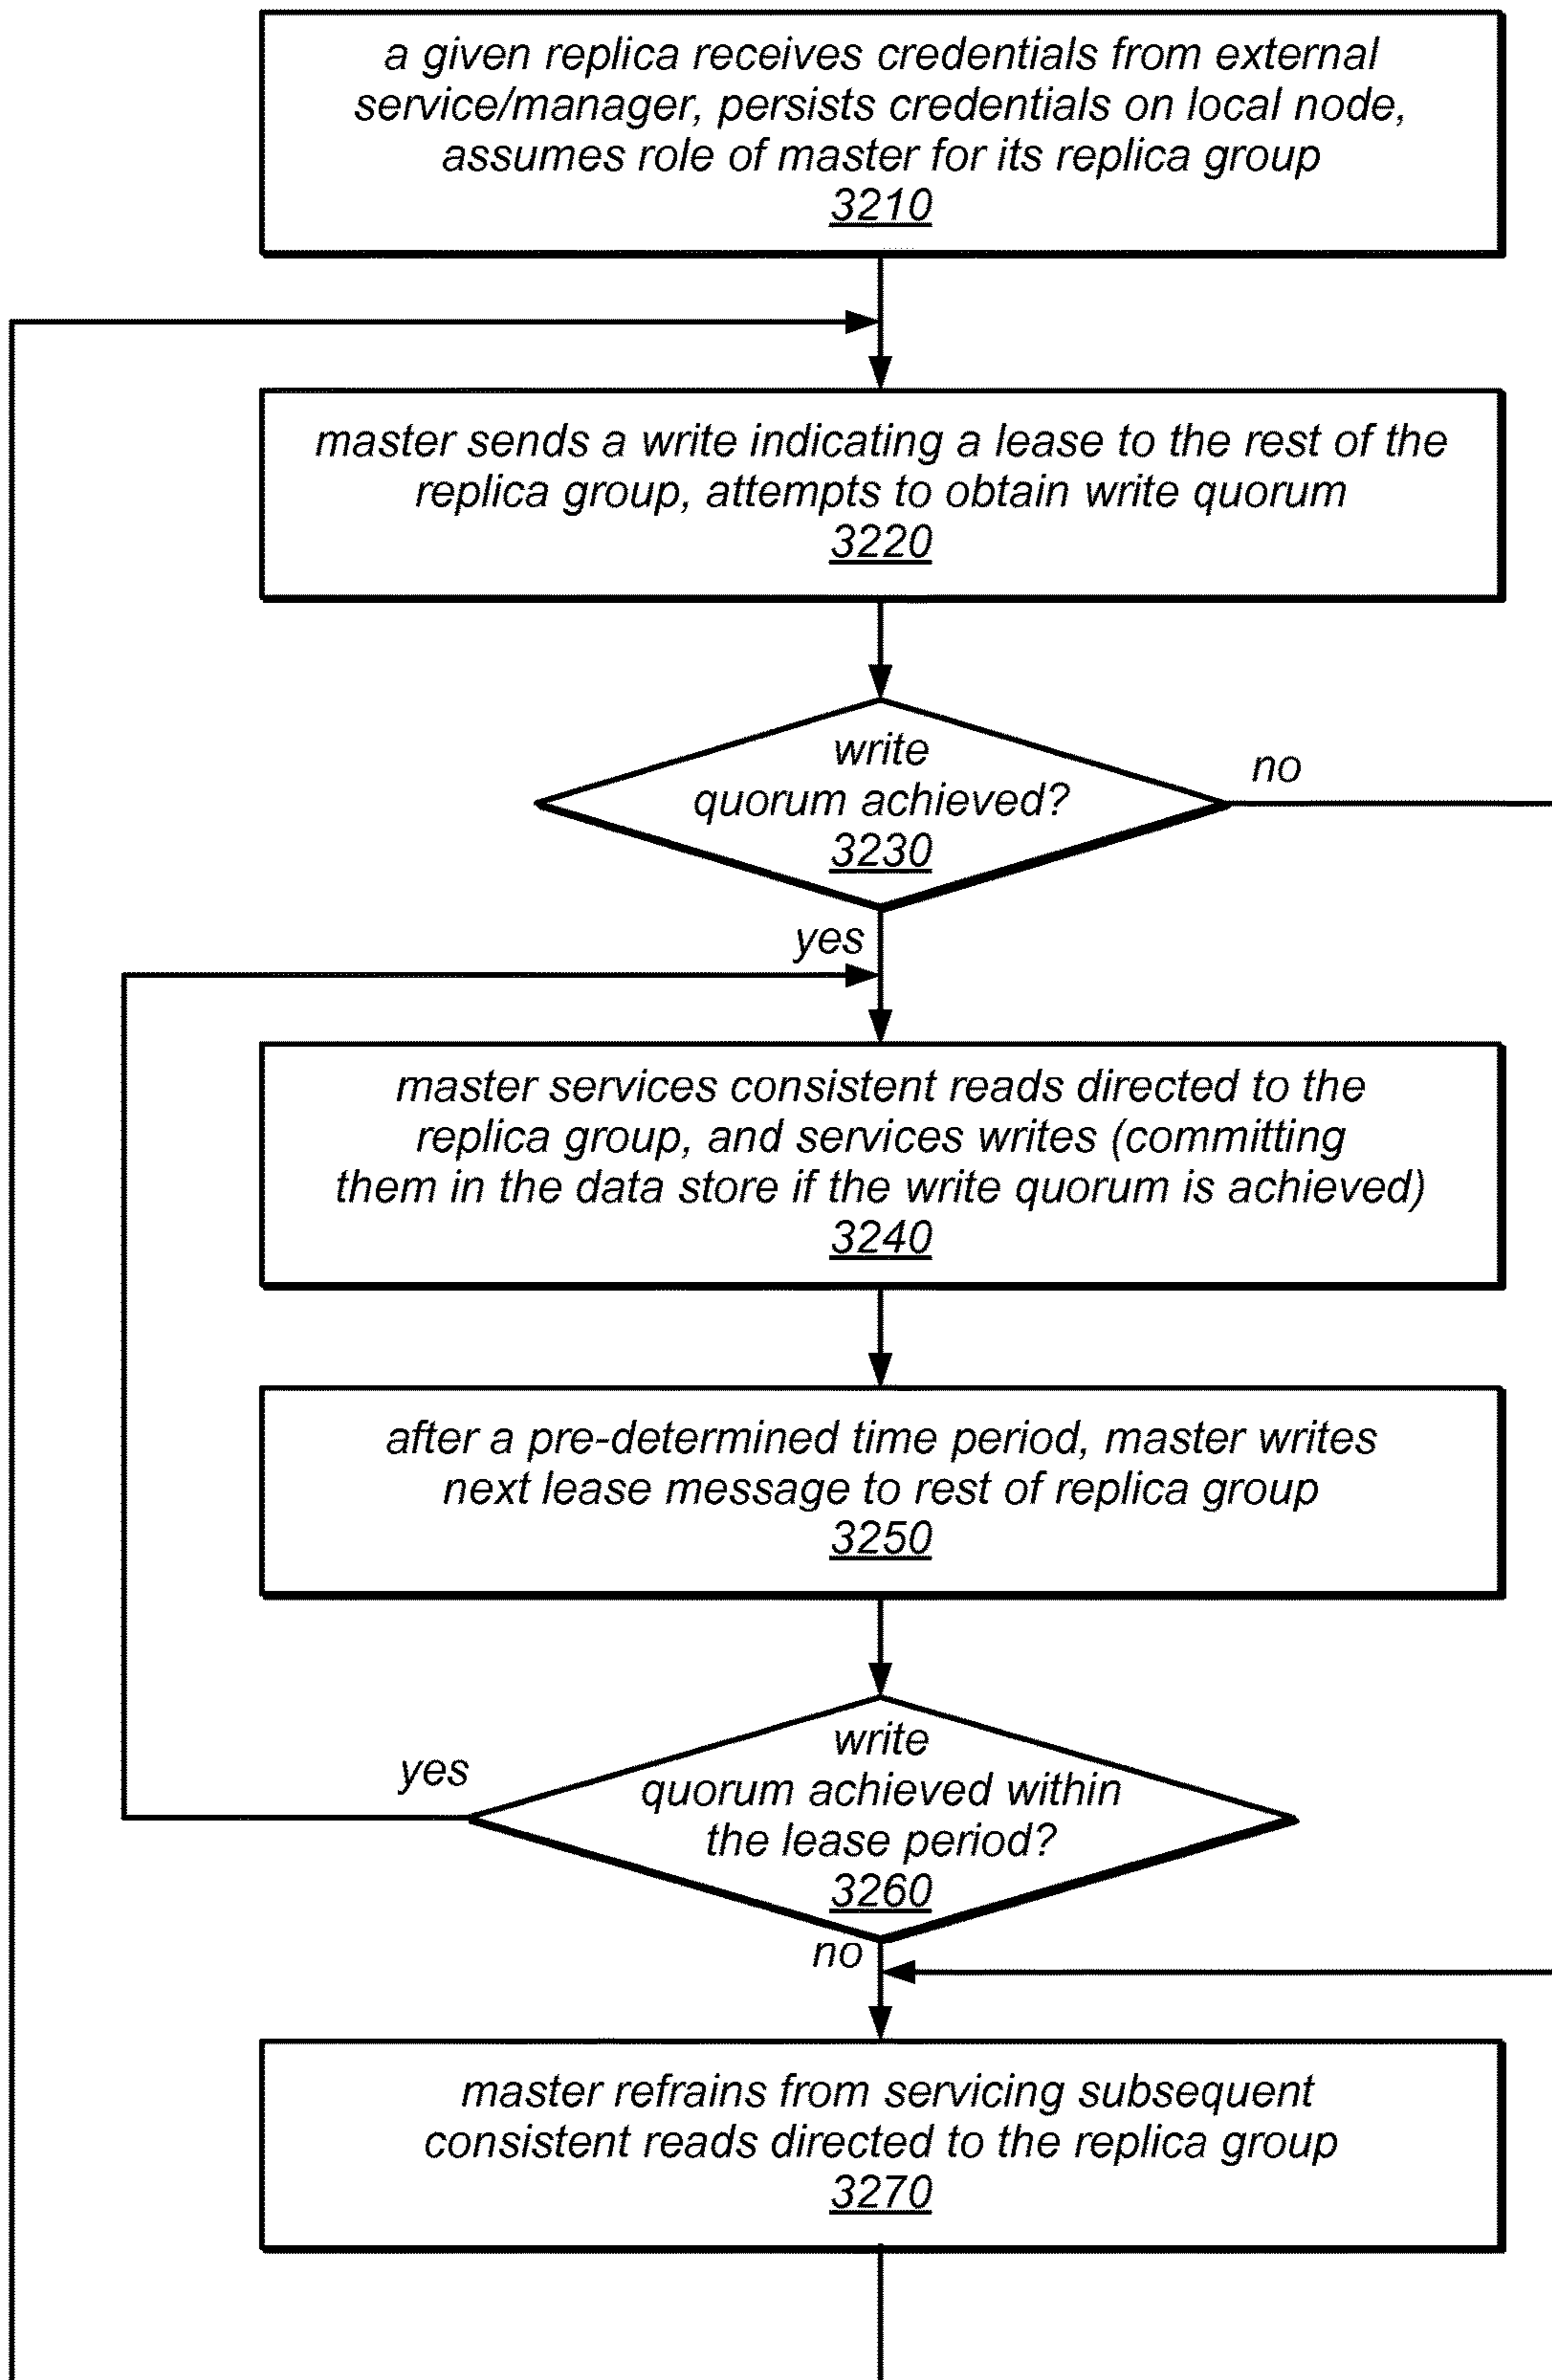 a given replica receives credentials from external
service/manager, persists credentials on local node,
assumes role of master for its replica group
3210
master sends a write indicating a lease to the rest of the
replica group, attempts to obtain write quorum
3220
write
quorum achieved?
3230
no
yes
master services consistent reads directed to the
replica group, and services writes (committing
them in the data store if the write quorum is achieved)
3240
after a pre-determined time period, master writes
next lease message to rest of replica group
3250
write
quorum achieved within
the lease period?
3260
yes
no
master refrains from servicing subsequent
consistent reads directed to the replica group
3270